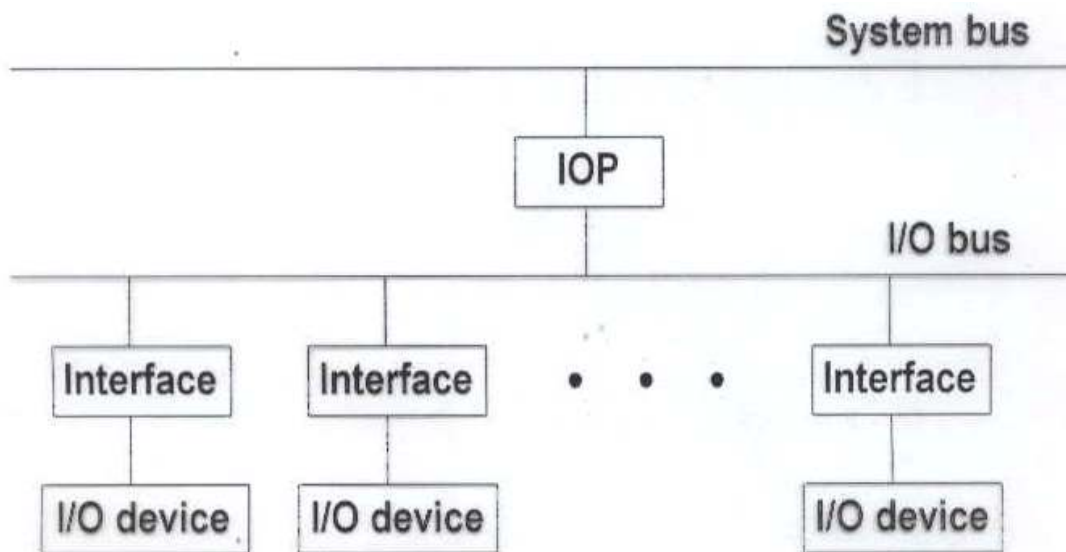 System bus
IOP
I/O bus
Interface Interface • • • Interface
I/O device I/O device I/O device